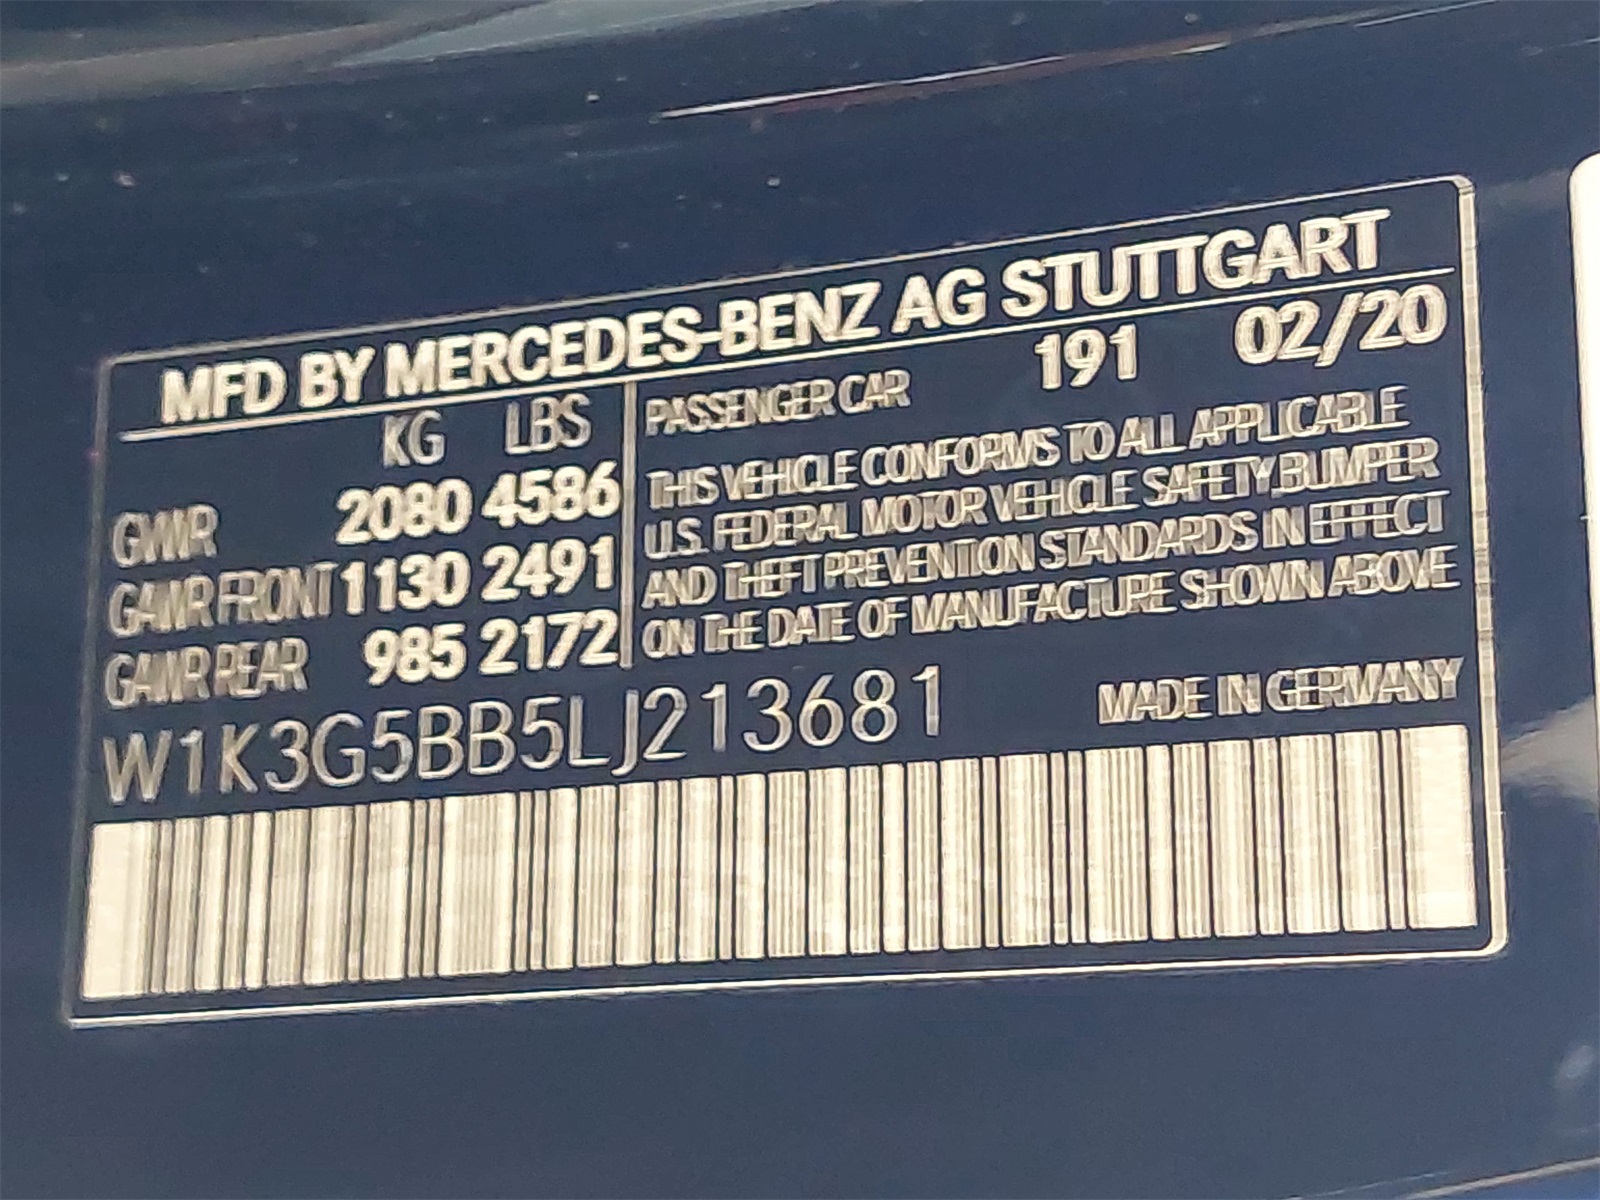 MFD BY MERCEDES-BENZ AG STUTTGART
KG LBS
GVWR 2080 4586
GAWR FRONT 1130 2491
GAWR REAR 985 2172
PASSENGER CAR 191 02/20
THIS VEHICLE CONFORMS TO ALL APPLICABLE
U.S. FEDERAL MOTOR VEHICLE SAFETY, BUMPER
AND THEFT PREVENTION STANDARDS IN EFFECT
ON THE DATE OF MANUFACTURE SHOWN ABOVE
W1K3G5BB5LJ213681
MADE IN GERMANY